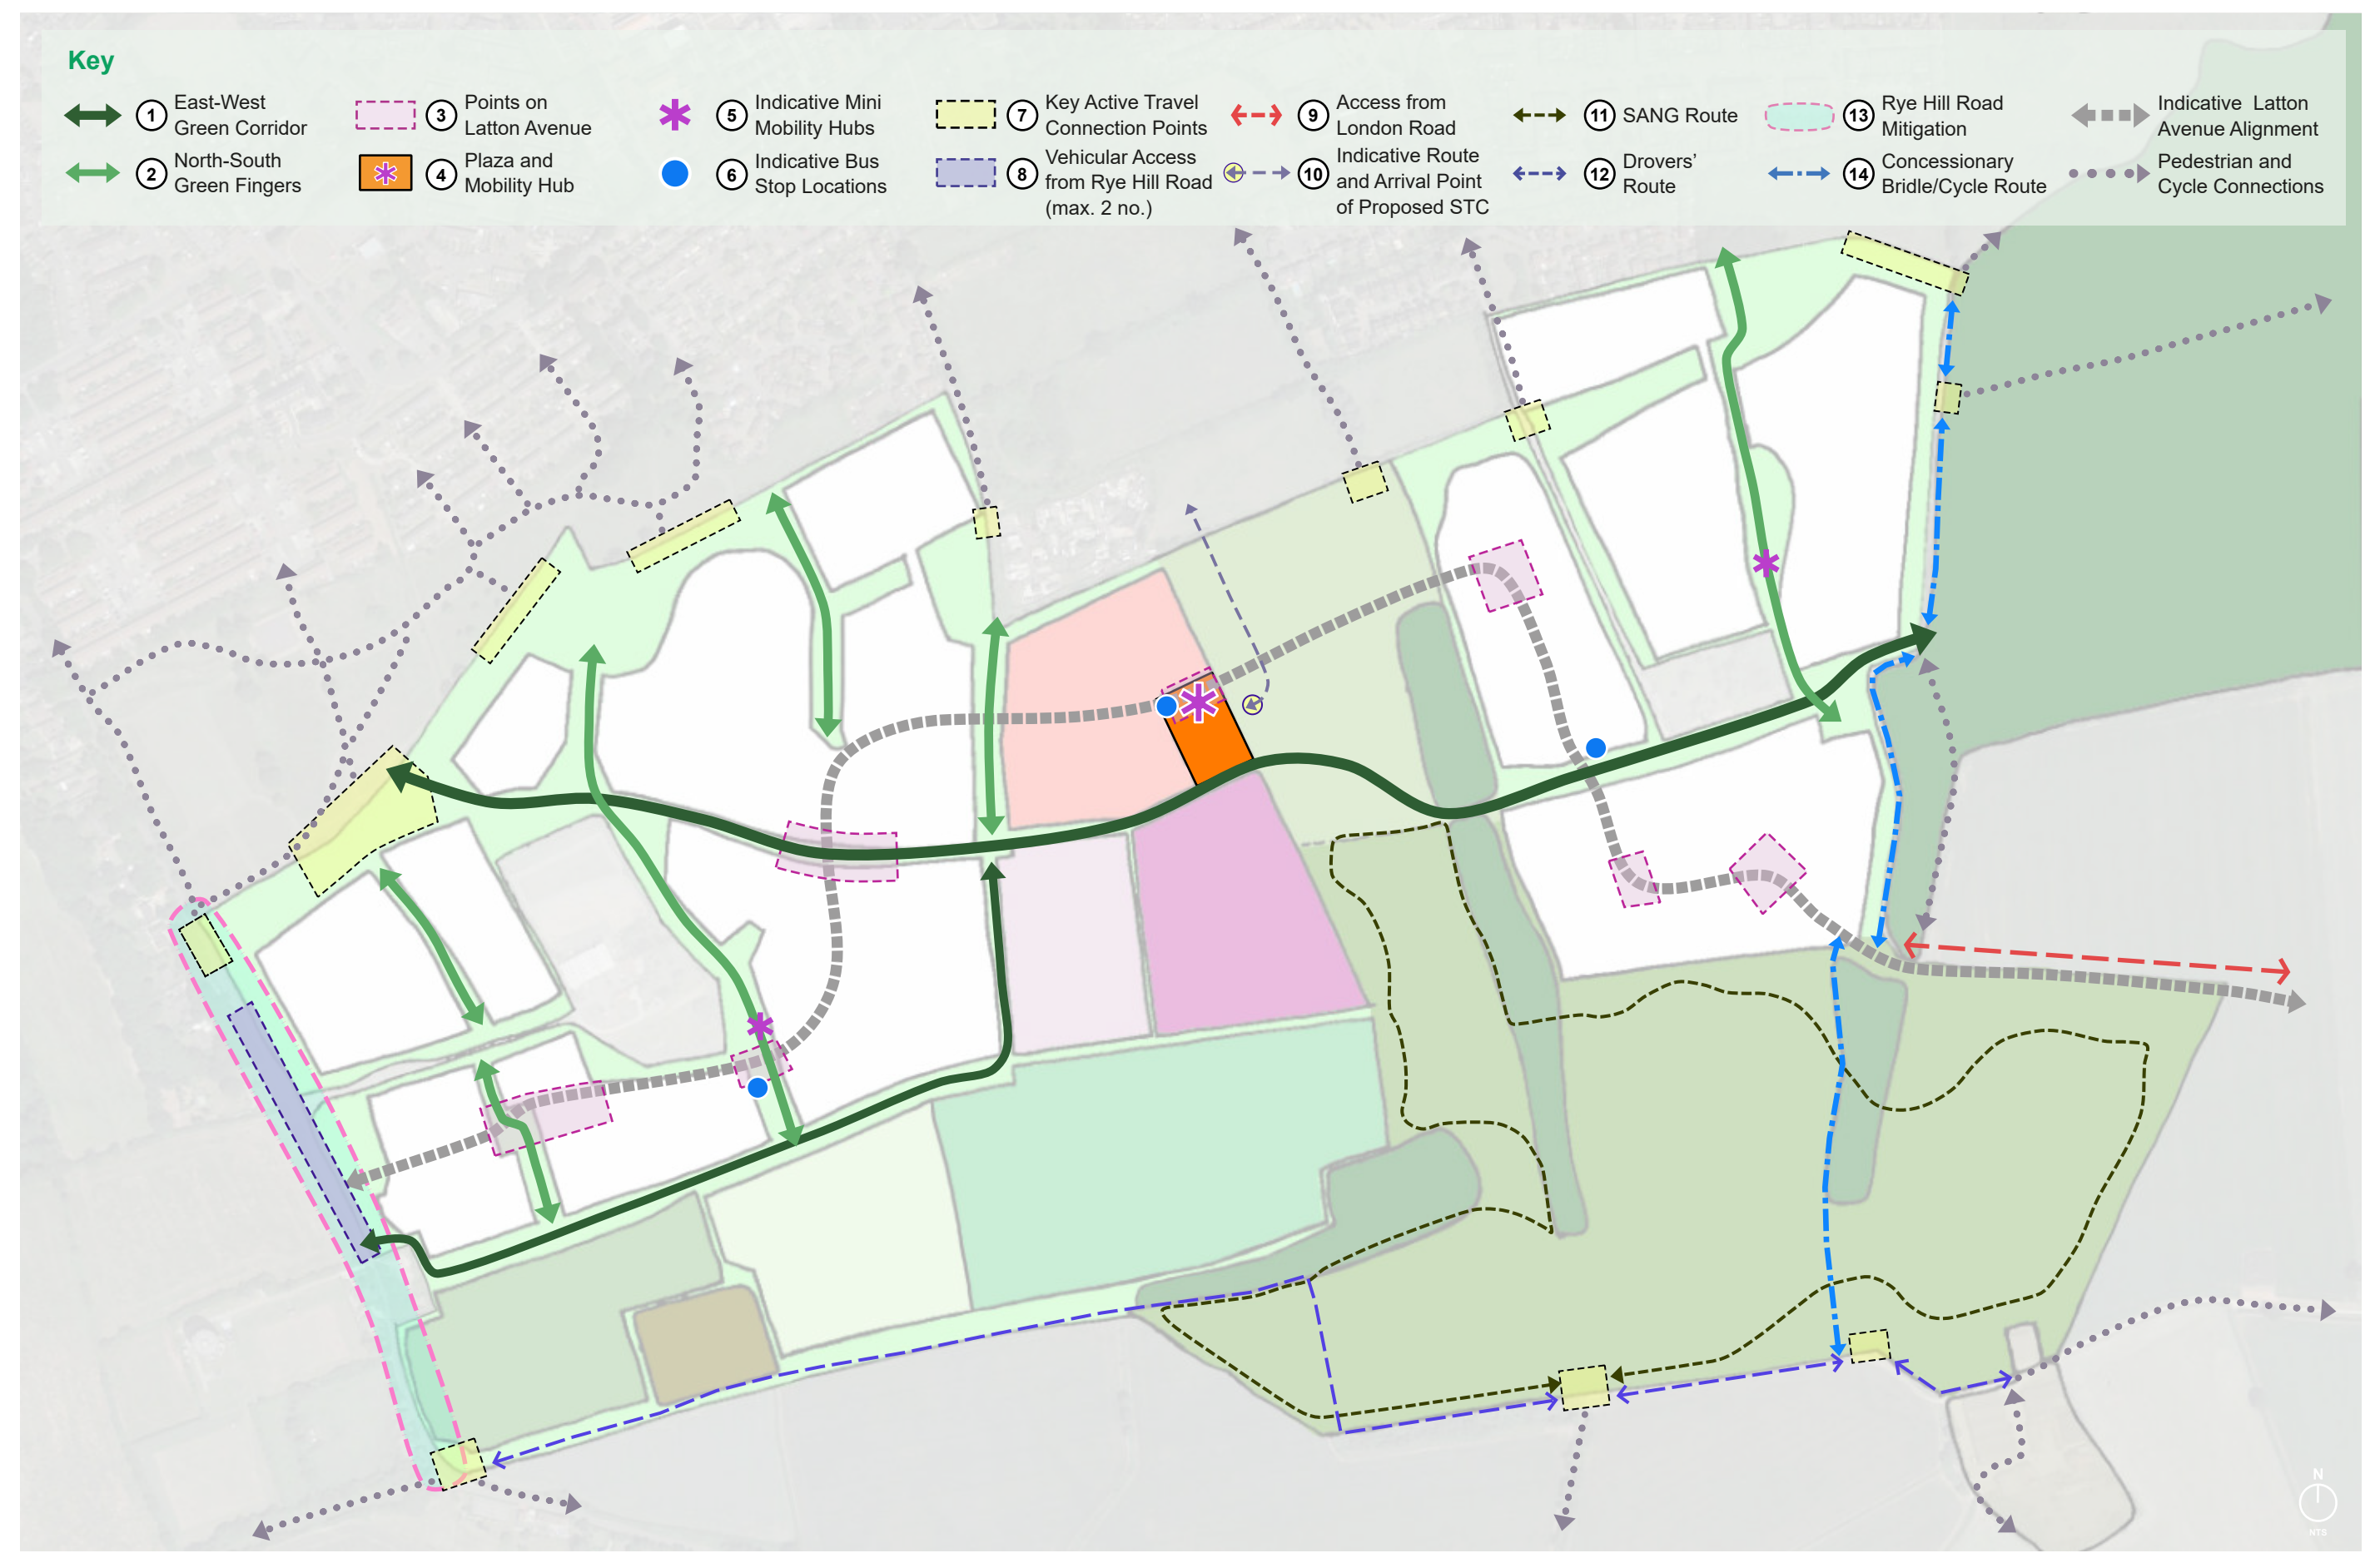 Key
1 East-West
Green Corridor
2 North-South
Green Fingers
3 Points on
Latton Avenue
4 Plaza and
Mobility Hub
5 Indicative Mini
Mobility Hubs
6 Indicative Bus
Stop Locations
7 Key Active Travel
Connection Points
8 Vehicular Access
from Rye Hill Road
(max. 2 no.)
9 Access from
London Road
10 Indicative Route
and Arrival Point
of Proposed STC
11 SANG Route
12 Drovers’
Route
13 Rye Hill Road
Mitigation
14 Concessionary
Bridle/Cycle Route
Indicative Latton
Avenue Alignment
Pedestrian and
Cycle Connections
N
NTS